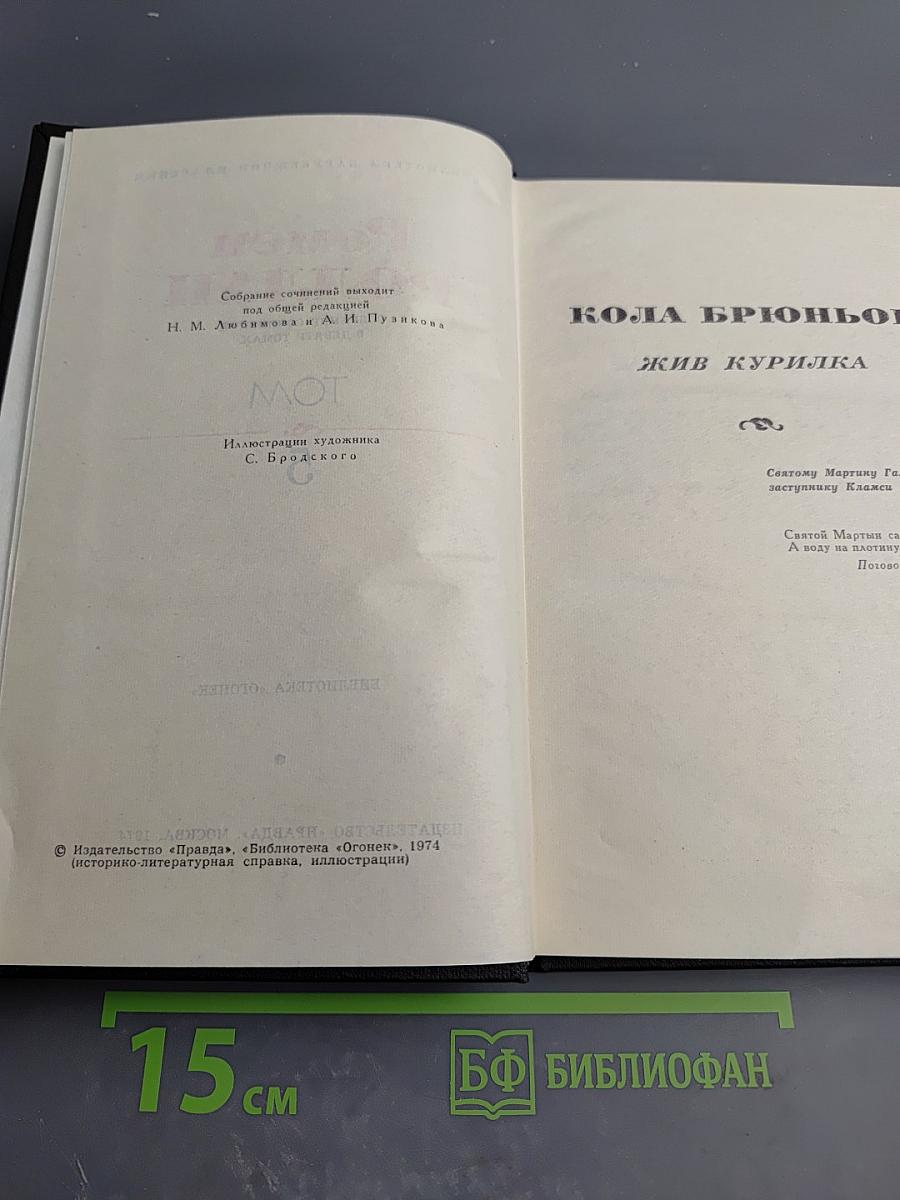 Собрание сочинений выходит
под общей редакцией
Н. М. Любимова и А. И. Пузикова
Иллюстрации художника
С. Бродского
© Издательство «Правда», «Библиотека «Огонек», 1974
(историко-литературная справка, иллюстрации)
КОЛА БРЮНЬОН
ЖИВ КУРИЛКА
Святому Мартину Гал
заступнику Кламси
Святой Мартын са
А воду на плотину
Погово
15 см
БФ БИБЛИОФАН